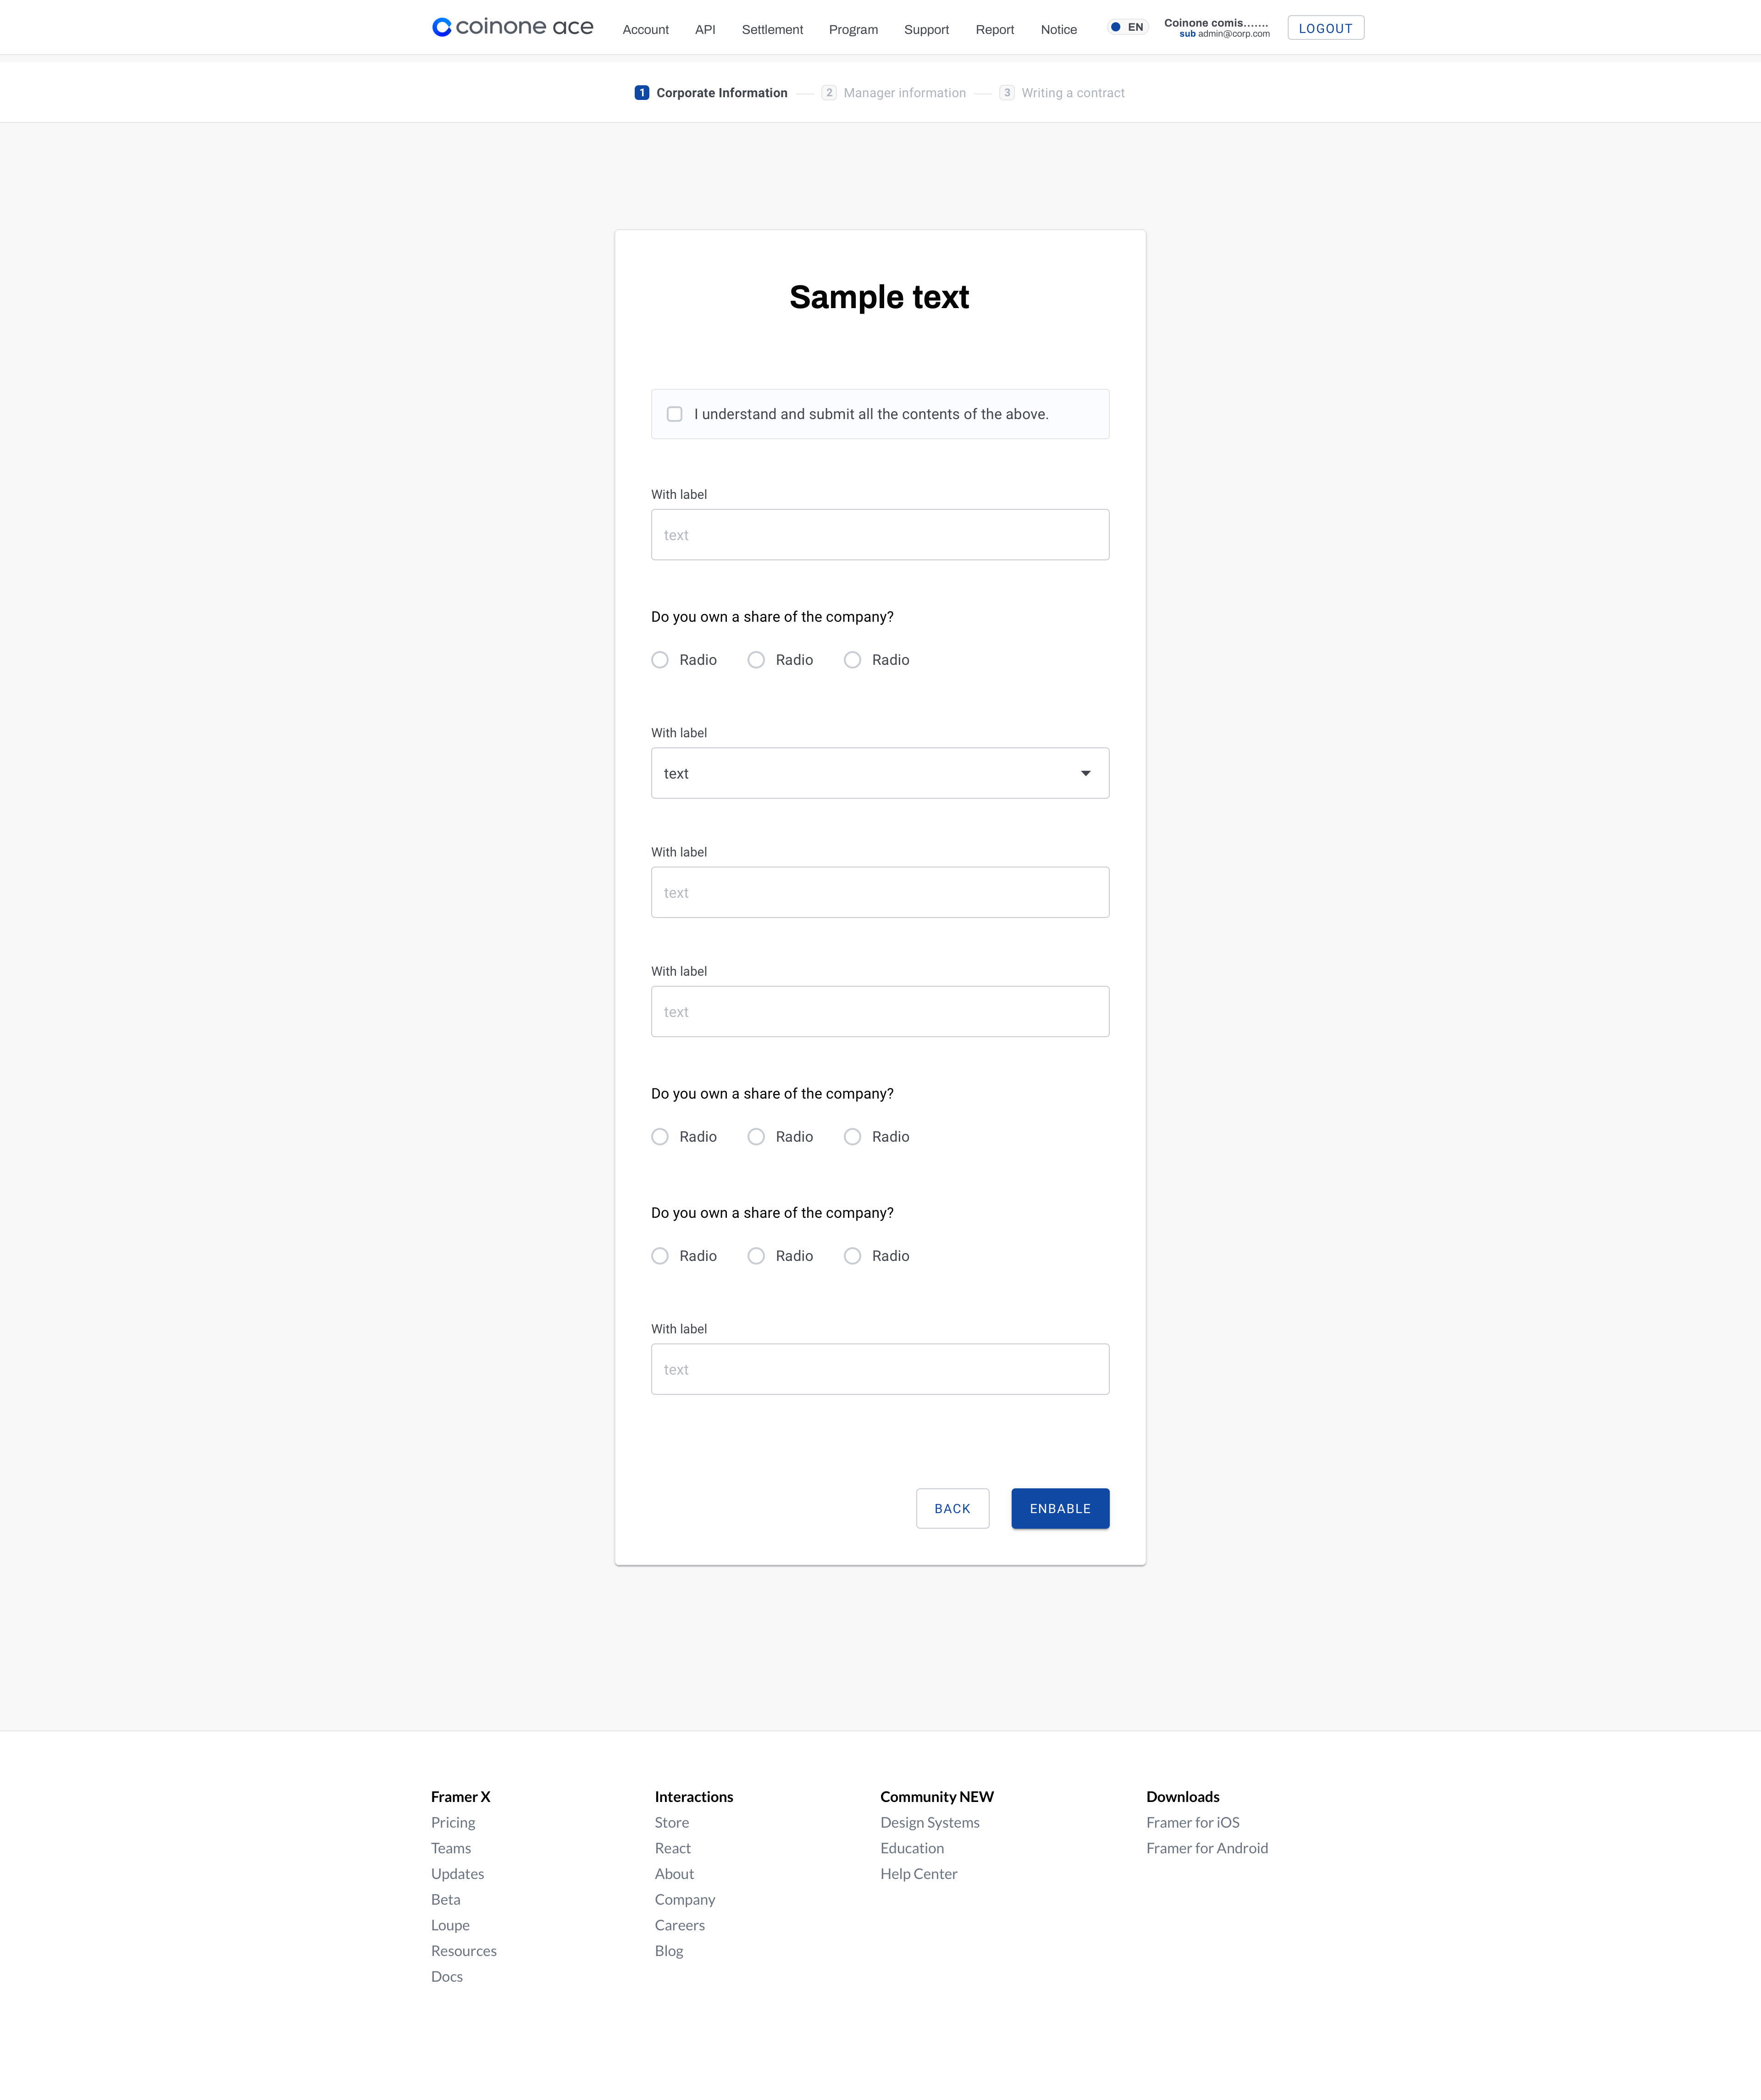 coinone ace Account API Settlement Program Support Report Notice EN Coinone comis....... LOGOUT
sub admin@corp.com
1 Corporate Information 2 Manager information 3 Writing a contract
Sample text
I understand and submit all the contents of the above.
With label
text
Do you own a share of the company?
Radio Radio Radio
With label
text
With label
text
With label
text
Do you own a share of the company?
Radio Radio Radio
Do you own a share of the company?
Radio Radio Radio
With label
text
BACK ENBABLE
Framer X
Pricing
Teams
Updates
Beta
Loupe
Resources
Docs
Interactions
Store
React
About
Company
Careers
Blog
Community NEW
Design Systems
Education
Help Center
Downloads
Framer for iOS
Framer for Android